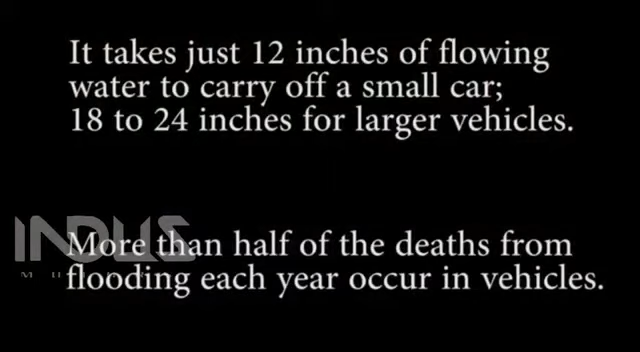 It takes just 12 inches of flowing
water to carry off a small car;
18 to 24 inches for larger vehicles.
INDUS
More than half of the deaths from
flooding each year occur in vehicles.